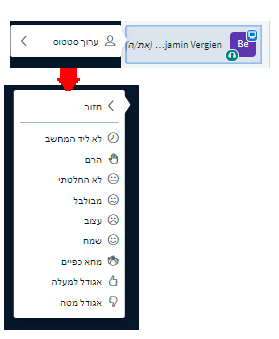 Be
...jamin Vergien (את/ה)
ערוך סטטוס
חזור
לא ליד המחשב
הרם
לא החלטתי
מבולבל
עצוב
שמח
מחא כפיים
אגודל למעלה
אגודל מטה